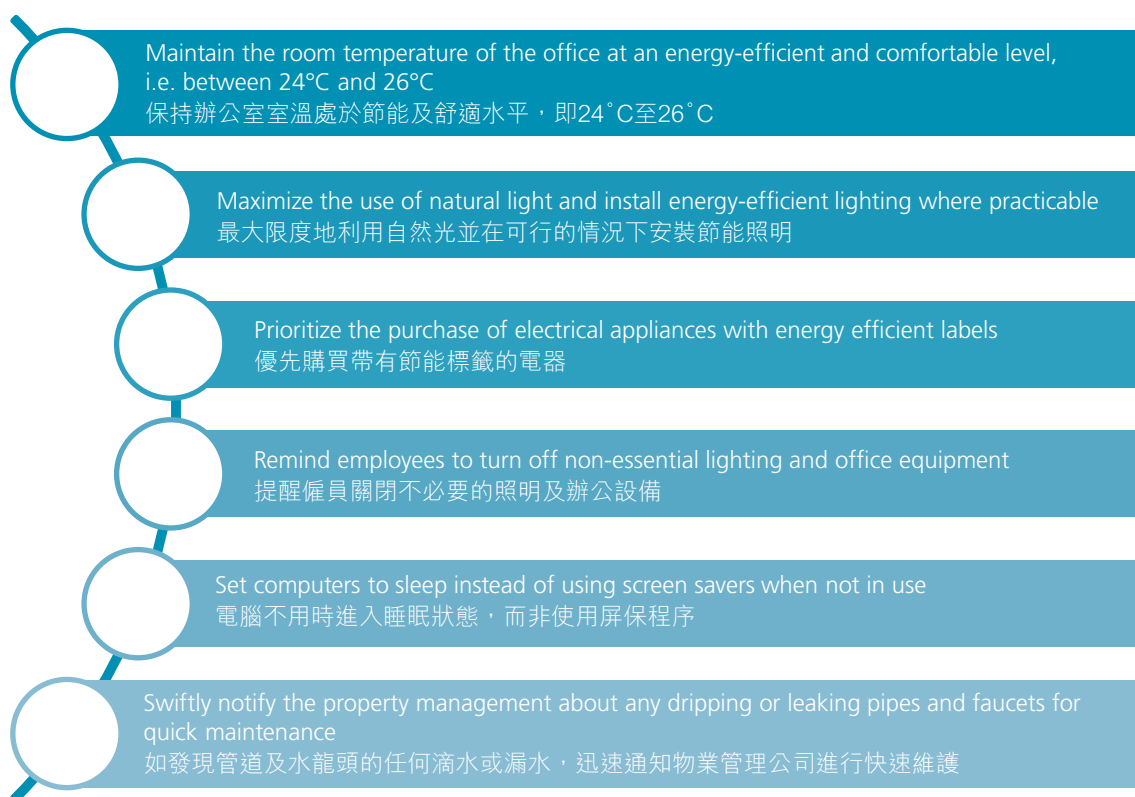 Maintain the room temperature of the office at an energy-efficient and comfortable level,
i.e. between 24°C and 26°C
保持辦公室室溫處於節能及舒適水平，即24˚C至26˚C
Maximize the use of natural light and install energy-efficient lighting where practicable
最大限度地利用自然光並在可行的情況下安裝節能照明
Prioritize the purchase of electrical appliances with energy efficient labels
優先購買帶有節能標籤的電器
Remind employees to turn off non-essential lighting and office equipment
提醒僱員關閉不必要的照明及辦公設備
Set computers to sleep instead of using screen savers when not in use
電腦不用時進入睡眠狀態，而非使用屏保程序
Swiftly notify the property management about any dripping or leaking pipes and faucets for
quick maintenance
如發現管道及水龍頭的任何滴水或漏水，迅速通知物業管理公司進行快速維護